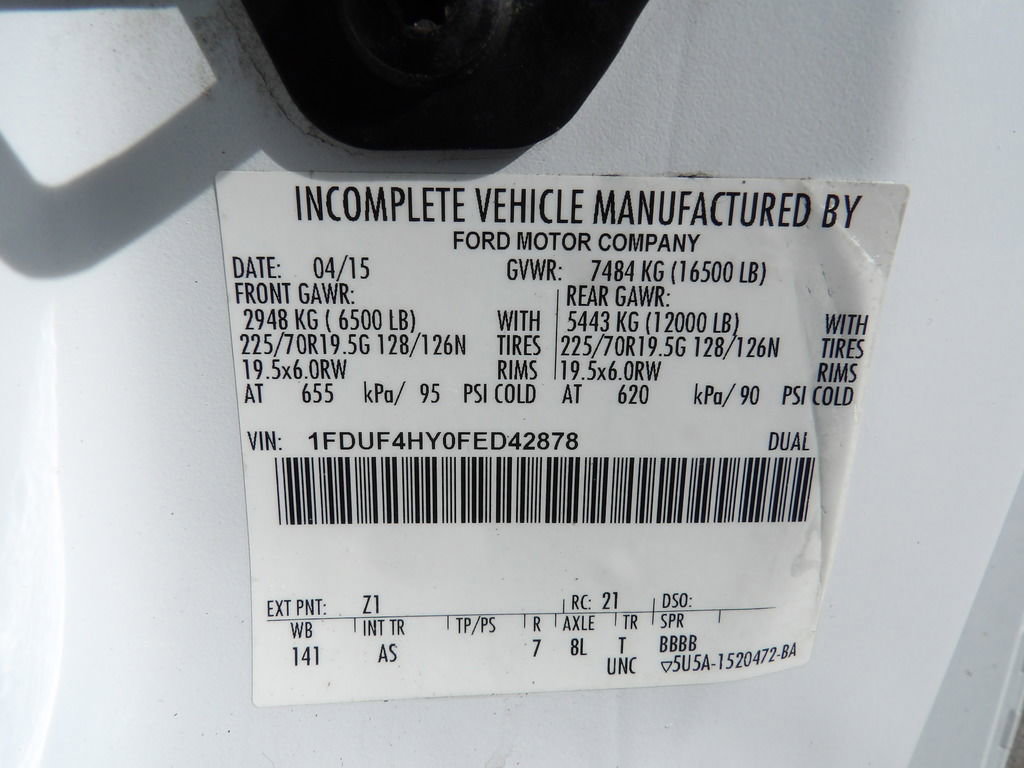 INCOMPLETE VEHICLE MANUFACTURED BY
FORD MOTOR COMPANY
DATE: 04/15 GVWR: 7484 KG (16500 LB)
FRONT GAWR: REAR GAWR:
2948 KG ( 6500 LB) WITH 5443 KG (12000 LB) WITH
225/70R19.5G 128/126N TIRES 225/70R19.5G 128/126N TIRES
19.5x6.0RW RIMS 19.5x6.0RW RIMS
AT 655 kPa/ 95 PSI COLD AT 620 kPa/ 90 PSI COLD
VIN: 1FDUF4HY0FED42878 DUAL
EXT PNT: Z1 RC: 21 DSO:
WB INT TR TP/PS R AXLE TR SPR
141 AS 7 8L T BBBB
UNC ▽5U5A-1520472-BA